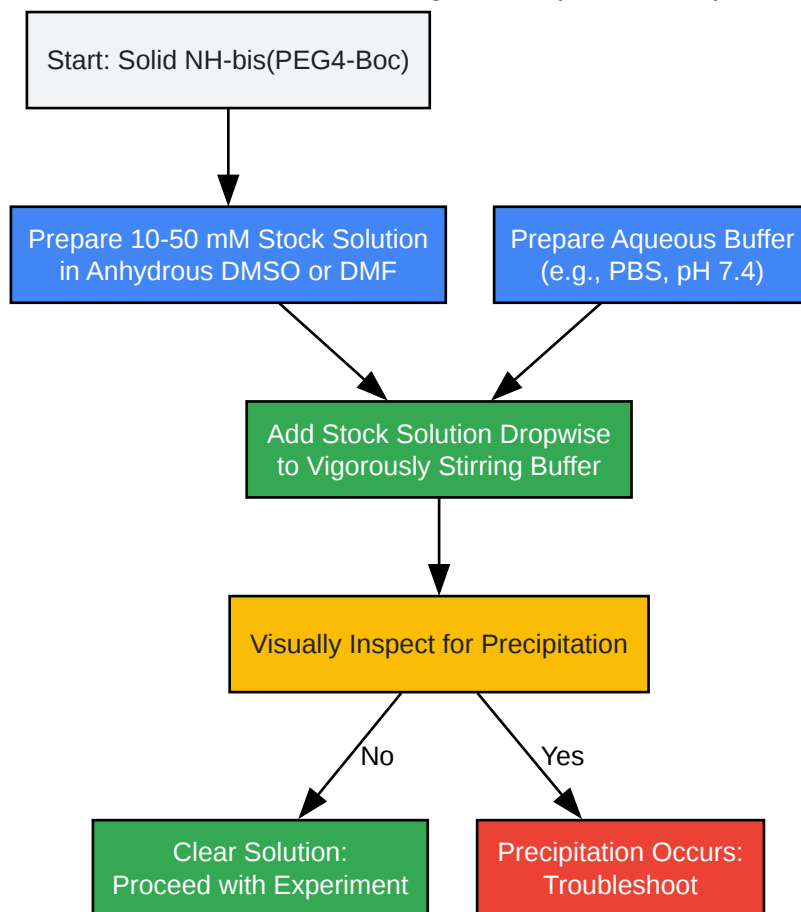 Start: Solid NH-bis(PEG4-Boc)
Prepare 10-50 mM Stock Solution
in Anhydrous DMSO or DMF
Prepare Aqueous Buffer
(e.g., PBS, pH 7.4)
Add Stock Solution Dropwise
to Vigorously Stirring Buffer
Visually Inspect for Precipitation
No
Yes
Clear Solution:
Proceed with Experiment
Precipitation Occurs:
Troubleshoot